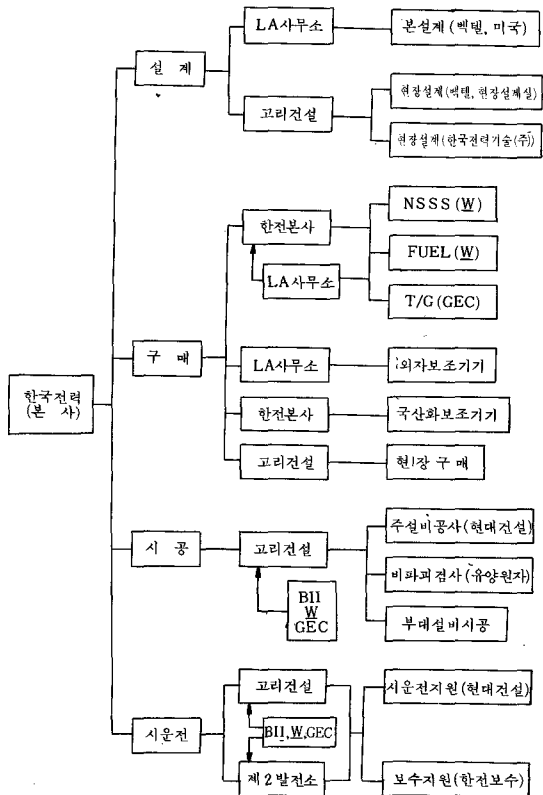 LA사무소
본설계 (벡텔, 미국)
설 계
현장설계(벡텔, 현장설계실)
고리건설
현장설계(한국전력기술(주))
NSSS (W)
한전본사
FUEL (W)
LA사무소
T/G (GEC)
구 매
LA사무소
외자보조기기
한국전력
(본 사)
한전본사
국산화보조기기
고리건설
현장구매
주설비공사(현대건설)
시 공
고리건설
비파괴검사(유양원자)
BII
W
GEC
부대설비시공
고리건설
시운전지원(현대건설)
시운전
BII, W, GEC
제2발전소
보수지원(한전보수)